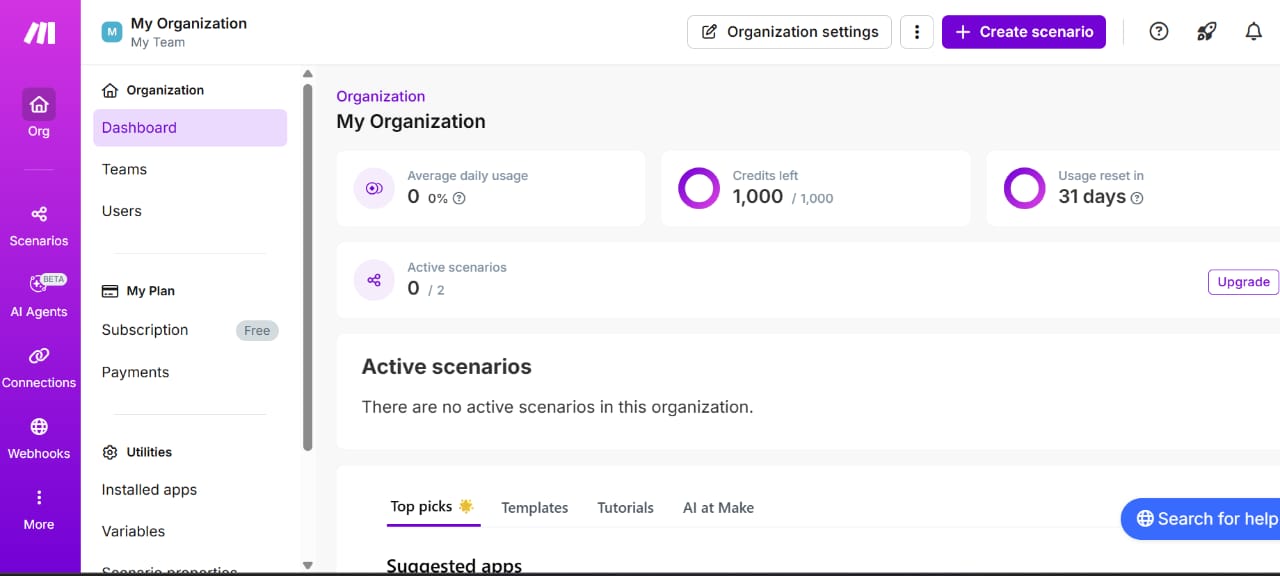 My Organization
My Team
Organization settings
Create scenario
Org
Scenarios
BETA
AI Agents
Connections
Webhooks
More
Organization
Dashboard
Teams
Users
My Plan
Subscription
Free
Payments
Utilities
Installed apps
Variables
Scenario properties
Organization
My Organization
Average daily usage
0 0%
Credits left
1,000 / 1,000
Usage reset in
31 days
Active scenarios
0 / 2
Upgrade
Active scenarios
There are no active scenarios in this organization.
Top picks
Templates
Tutorials
AI at Make
Suggested apps
Search for help